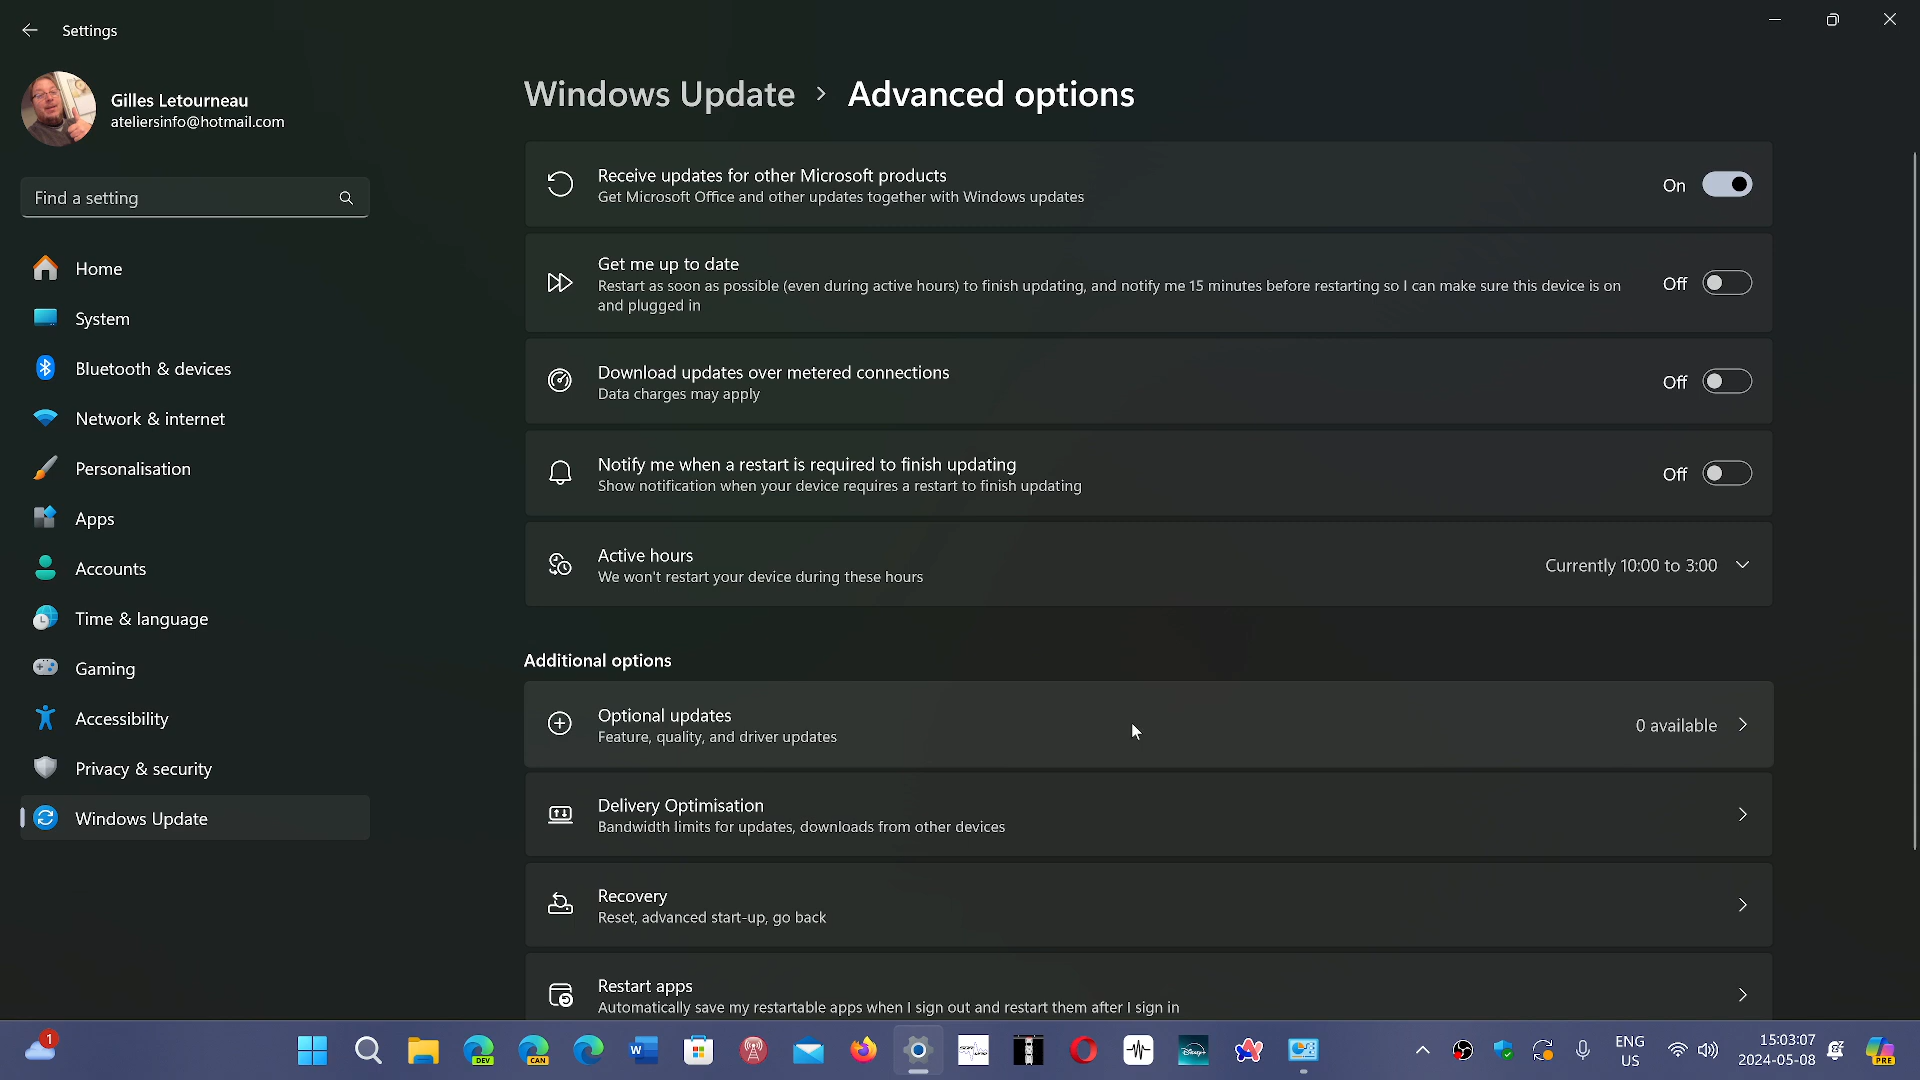 Settings
Gilles Letourneau
ateliersinfo@hotmail.com
Find a setting
Home
System
Bluetooth & devices
Network & internet
Personalisation
Apps
Accounts
Time & language
Gaming
Accessibility
Privacy & security
Windows Update
Windows Update > Advanced options
Receive updates for other Microsoft products
Get Microsoft Office and other updates together with Windows updates
On
Get me up to date
Restart as soon as possible (even during active hours) to finish updating, and notify me 15 minutes before restarting so I can make sure this device is on
and plugged in
Off
Download updates over metered connections
Data charges may apply
Off
Notify me when a restart is required to finish updating
Show notification when your device requires a restart to finish updating
Off
Active hours
We won't restart your device during these hours
Currently 10:00 to 3:00
Additional options
Optional updates
Feature, quality, and driver updates
0 available
Delivery Optimisation
Bandwidth limits for updates, downloads from other devices
Recovery
Reset, advanced start-up, go back
Restart apps
Automatically save my restartable apps when I sign out and restart them after I sign in
1
DEV
CAN
W
Disney+
ENG
US
15:03:07
2024-05-08
PRE